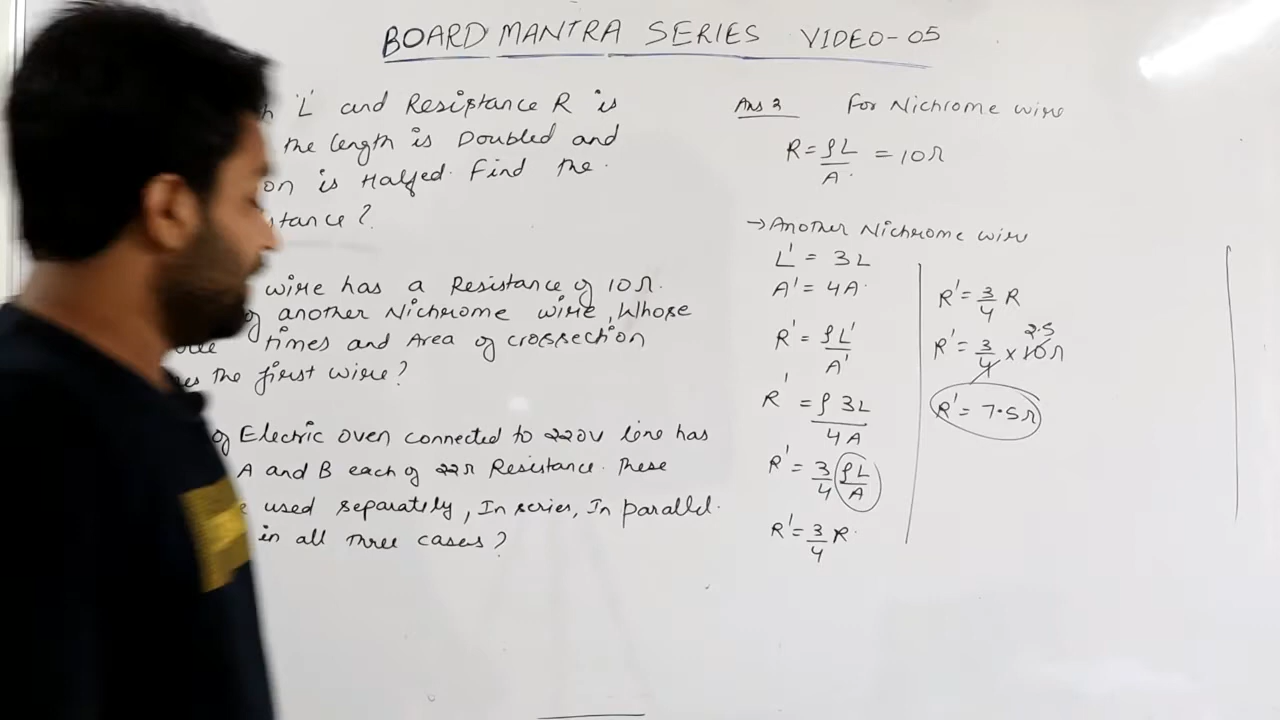 BOARD MANTRA SERIES VIDEO-05
'L' and Resistance R is
the length is Doubled and
is Halfed. Find the
wire has a Resistance of 10Ω.
another Nichrome wire, Whose
times and Area of crossection
the first wire?
of Electric oven connected to 220V line has
A and B each of 22Ω Resistance. These
used separately, In series, In parallel.
in all Three cases?
Ans 2 For Nichrome wire
R = ρL/A = 10Ω
→ Another Nichrome wire
L' = 3L
A' = 4A
R' = ρL'/A'
R' = ρ3L/4A
R' = 3/4 (ρL/A)
R' = 3/4 R
R' = 3/4 R
R' = 3/4 × 10Ω 2.5
R' = 7.5Ω